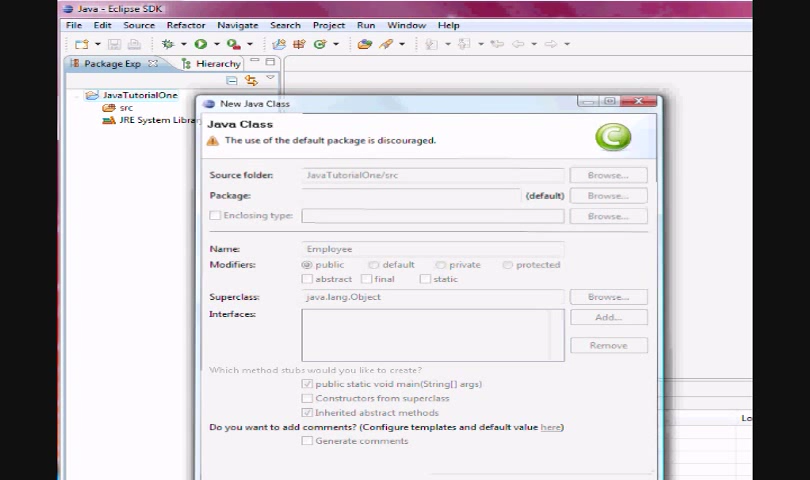 Java - Eclipse SDK
File Edit Source Refactor Navigate Search Project Run Window Help
Package Exp Hierarchy
JavaTutorialOne
src
JRE System Libra
New Java Class
Java Class
The use of the default package is discouraged.
Source folder: JavaTutorialOne/src Browse...
Package: (default) Browse...
Enclosing type: Browse...
Name: Employee
Modifiers: public default private protected
abstract final static
Superclass: java.lang.Object Browse...
Interfaces: Add...
Remove
Which method stubs would you like to create?
public static void main(String[] args)
Constructors from superclass
Inherited abstract methods
Do you want to add comments? (Configure templates and default value here)
Generate comments
Lo